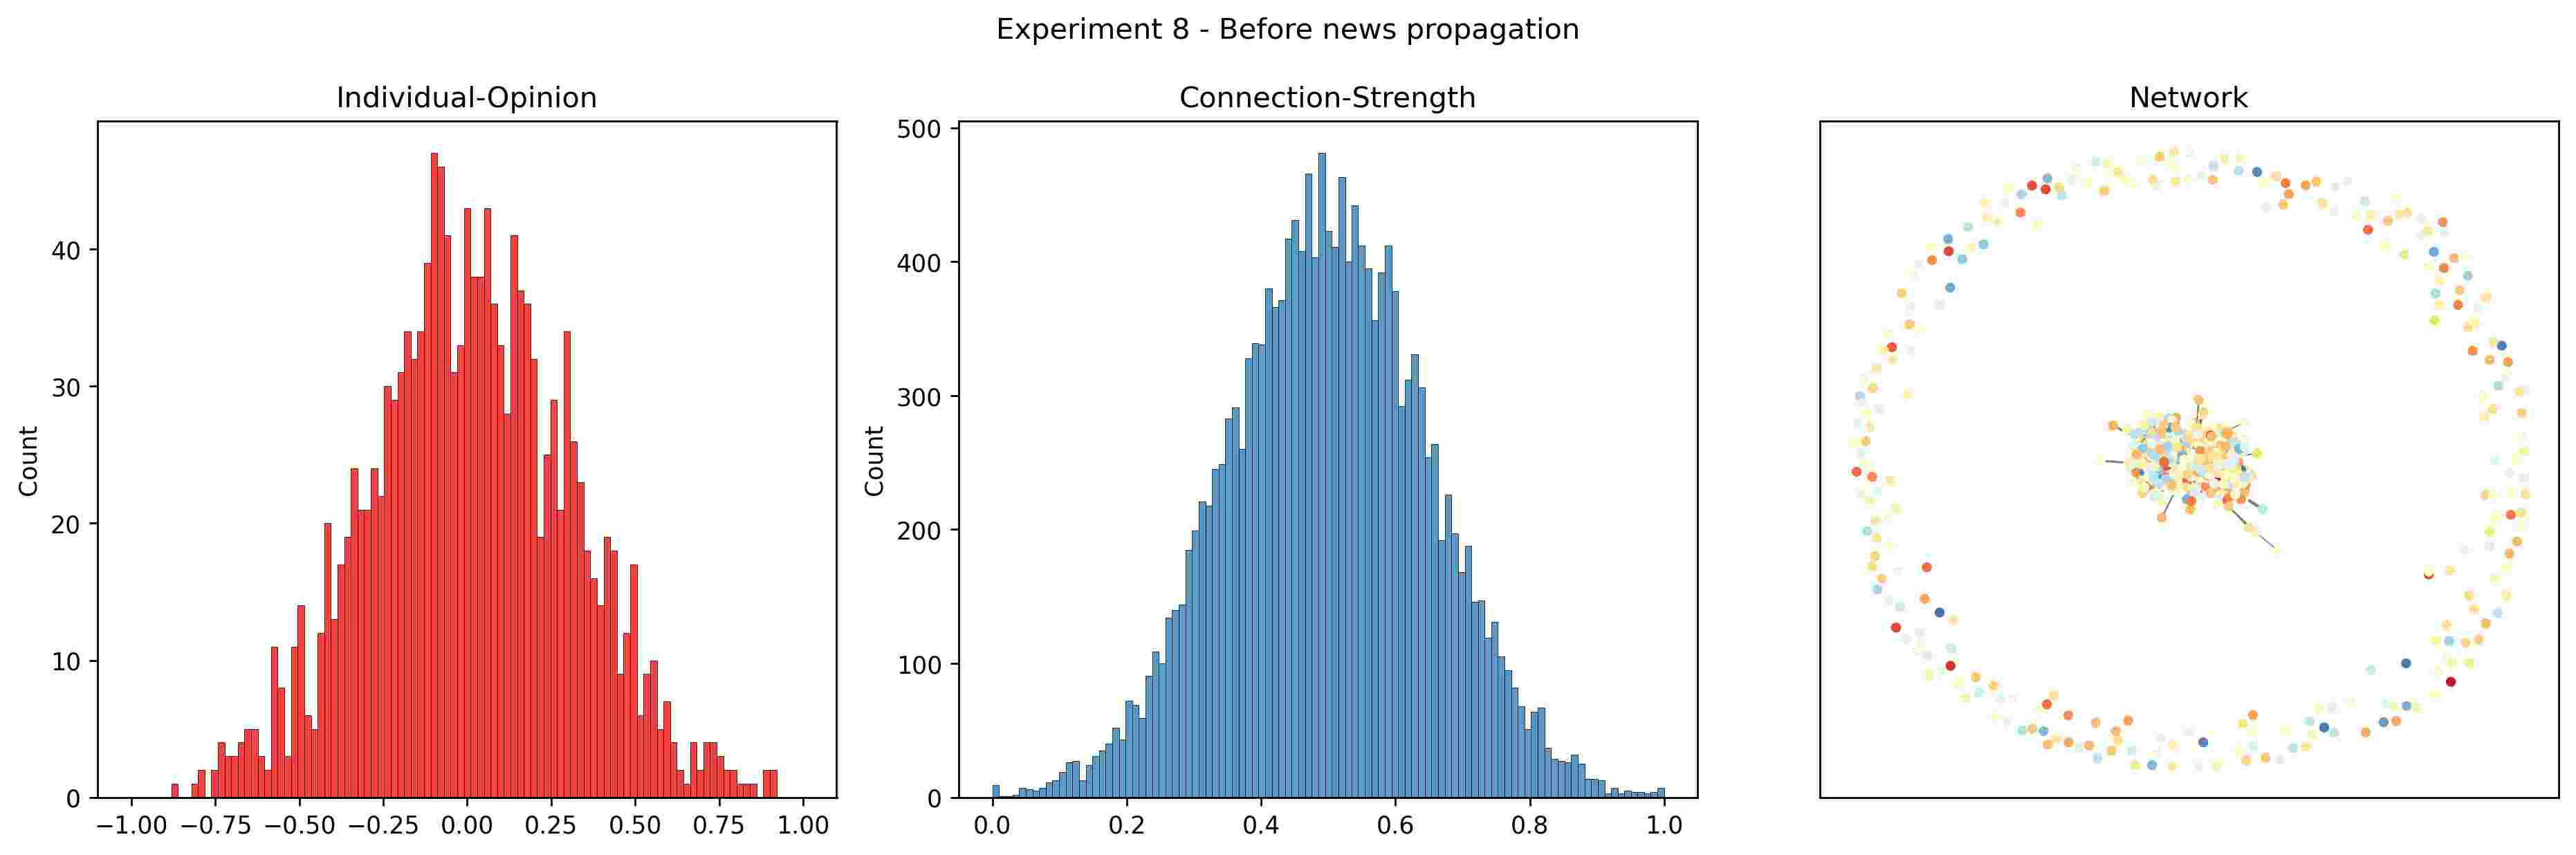 Experiment 8 - Before news propagation
Individual-Opinion
Count
40
30
20
10
0
−1.00 −0.75 −0.50 −0.25 0.00 0.25 0.50 0.75 1.00
Connection-Strength
Count
500
400
300
200
100
0
0.0 0.2 0.4 0.6 0.8 1.0
Network